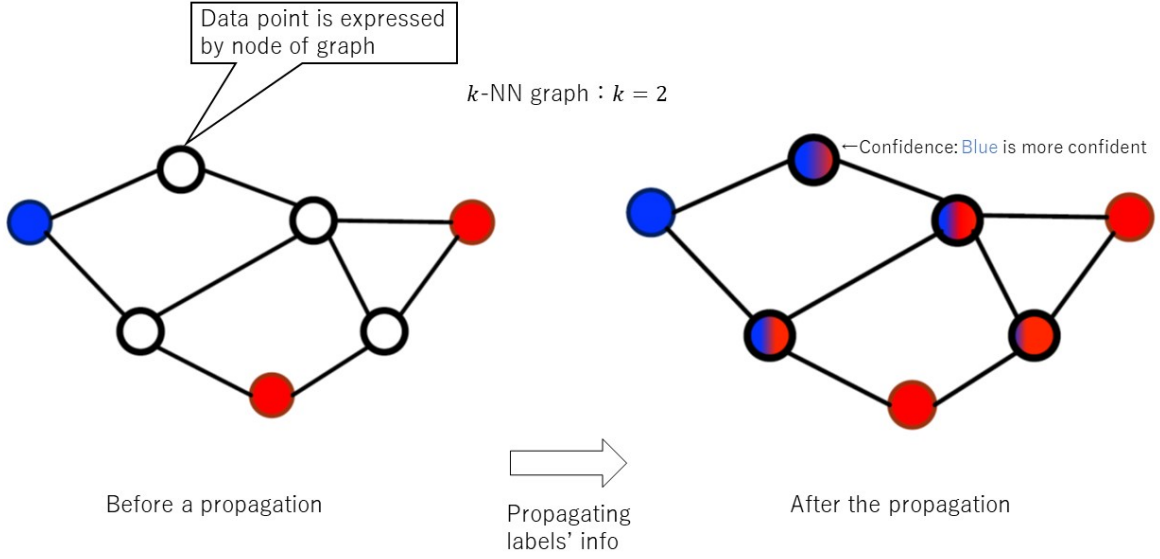 Data point is expressed
by node of graph
k-NN graph：k = 2
←Confidence: Blue is more confident
Before a propagation
Propagating
labels’ info
After the propagation